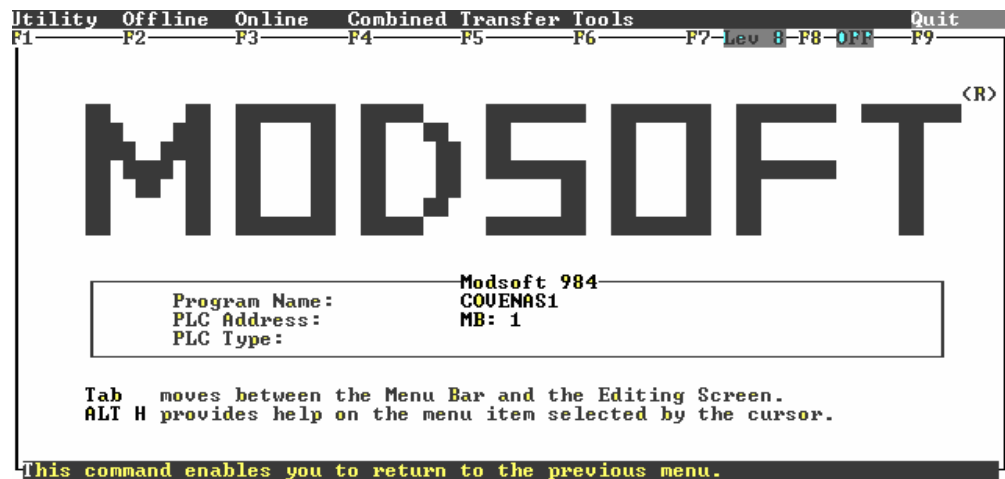 Utility Offline Online Combined Transfer Tools Quit
F1 F2 F3 F4 F5 F6 F7 Lev 8 F8 OFF F9
MODSOFT (R)
Modsoft 984
Program Name: COVENAS1
PLC Address: MB: 1
PLC Type:
Tab moves between the Menu Bar and the Editing Screen.
ALT H provides help on the menu item selected by the cursor.
This command enables you to return to the previous menu.